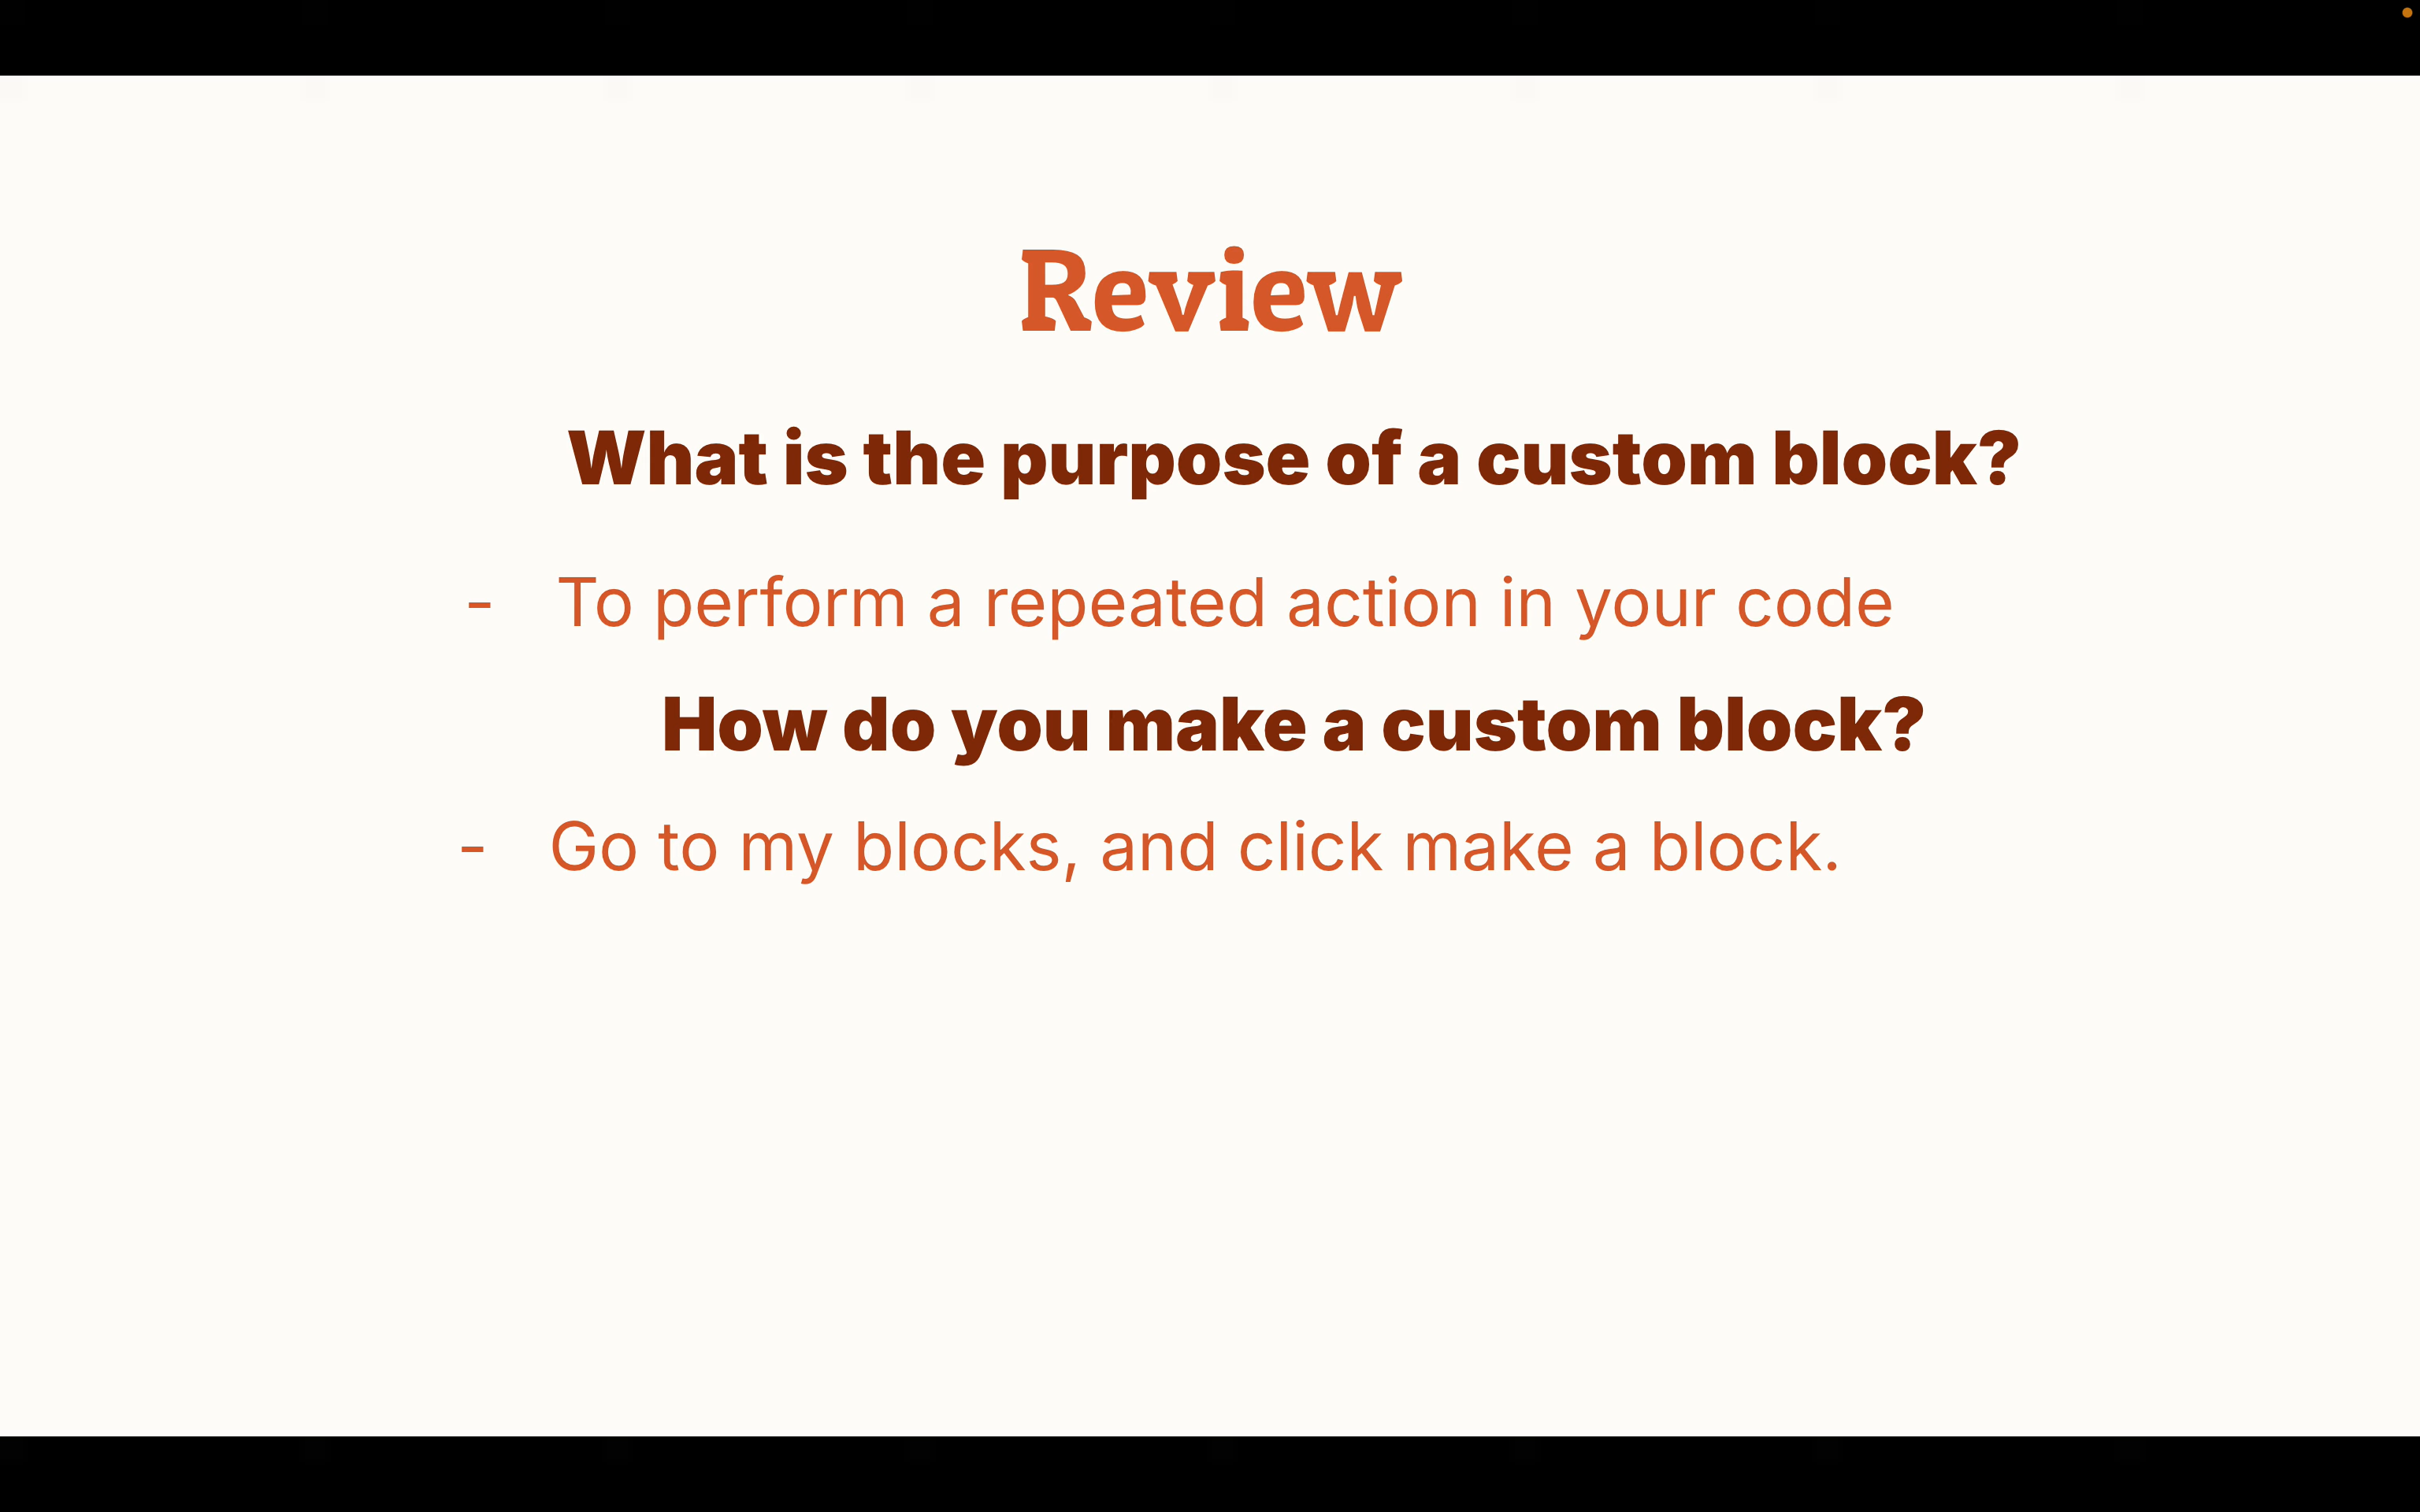 Review
What is the purpose of a custom block?
- To perform a repeated action in your code
How do you make a custom block?
- Go to my blocks, and click make a block.